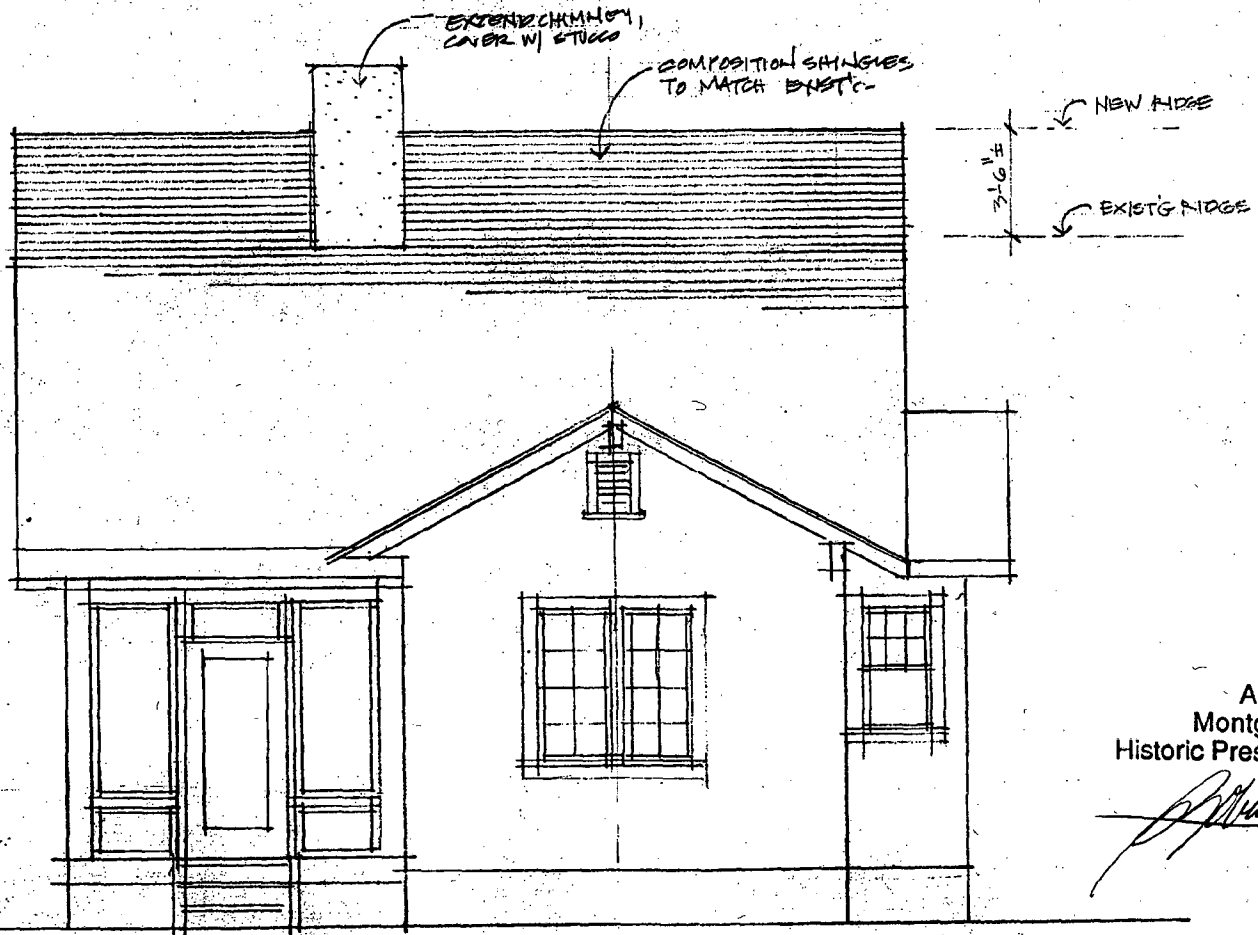 EXTEND CHIMNEY,
COVER W/ STUCCO
COMPOSITION SHINGLES
TO MATCH EXIST'G
NEW RIDGE
3'-6" ±
EXIST'G RIDGE
A
Montg
Historic Pres